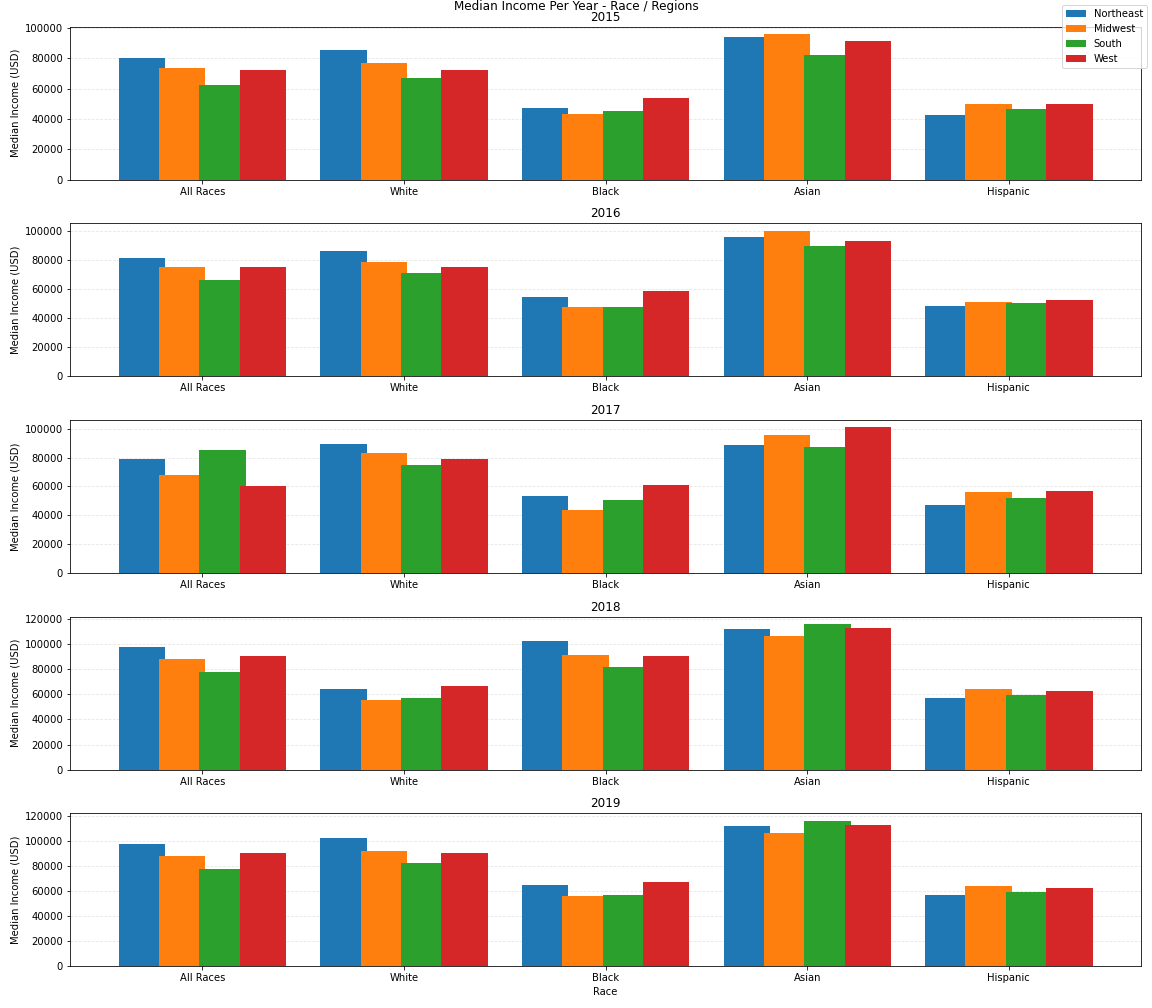 Median Income Per Year - Race / Regions
2015
Northeast
Midwest
South
West
Median Income (USD)
100000
80000
60000
40000
20000
0
All Races White Black Asian Hispanic
2016
Median Income (USD)
100000
80000
60000
40000
20000
0
All Races White Black Asian Hispanic
2017
Median Income (USD)
100000
80000
60000
40000
20000
0
All Races White Black Asian Hispanic
2018
Median Income (USD)
120000
100000
80000
60000
40000
20000
0
All Races White Black Asian Hispanic
2019
Median Income (USD)
120000
100000
80000
60000
40000
20000
0
All Races White Black Asian Hispanic
Race